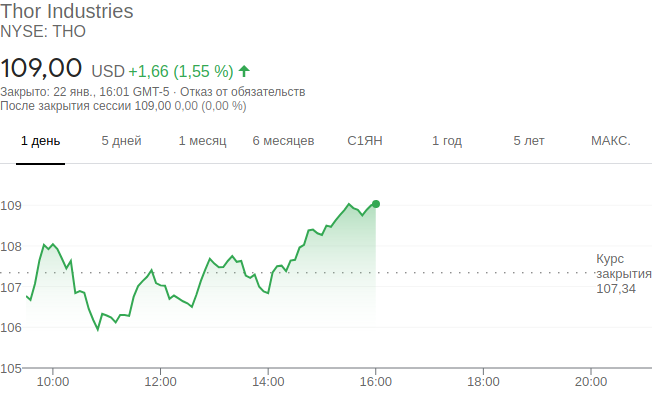 Thor Industries
NYSE: THO
109,00 USD +1,66 (1,55 %)
Закрыто: 22 янв., 16:01 GMT-5 · Отказ от обязательств
После закрытия сессии 109,00 0,00 (0,00 %)
1 день 5 дней 1 месяц 6 месяцев С1ЯН 1 год 5 лет МАКС.
109
108
Курс
закрытия
107,34
107
106
105
10:00 12:00 14:00 16:00 18:00 20:00